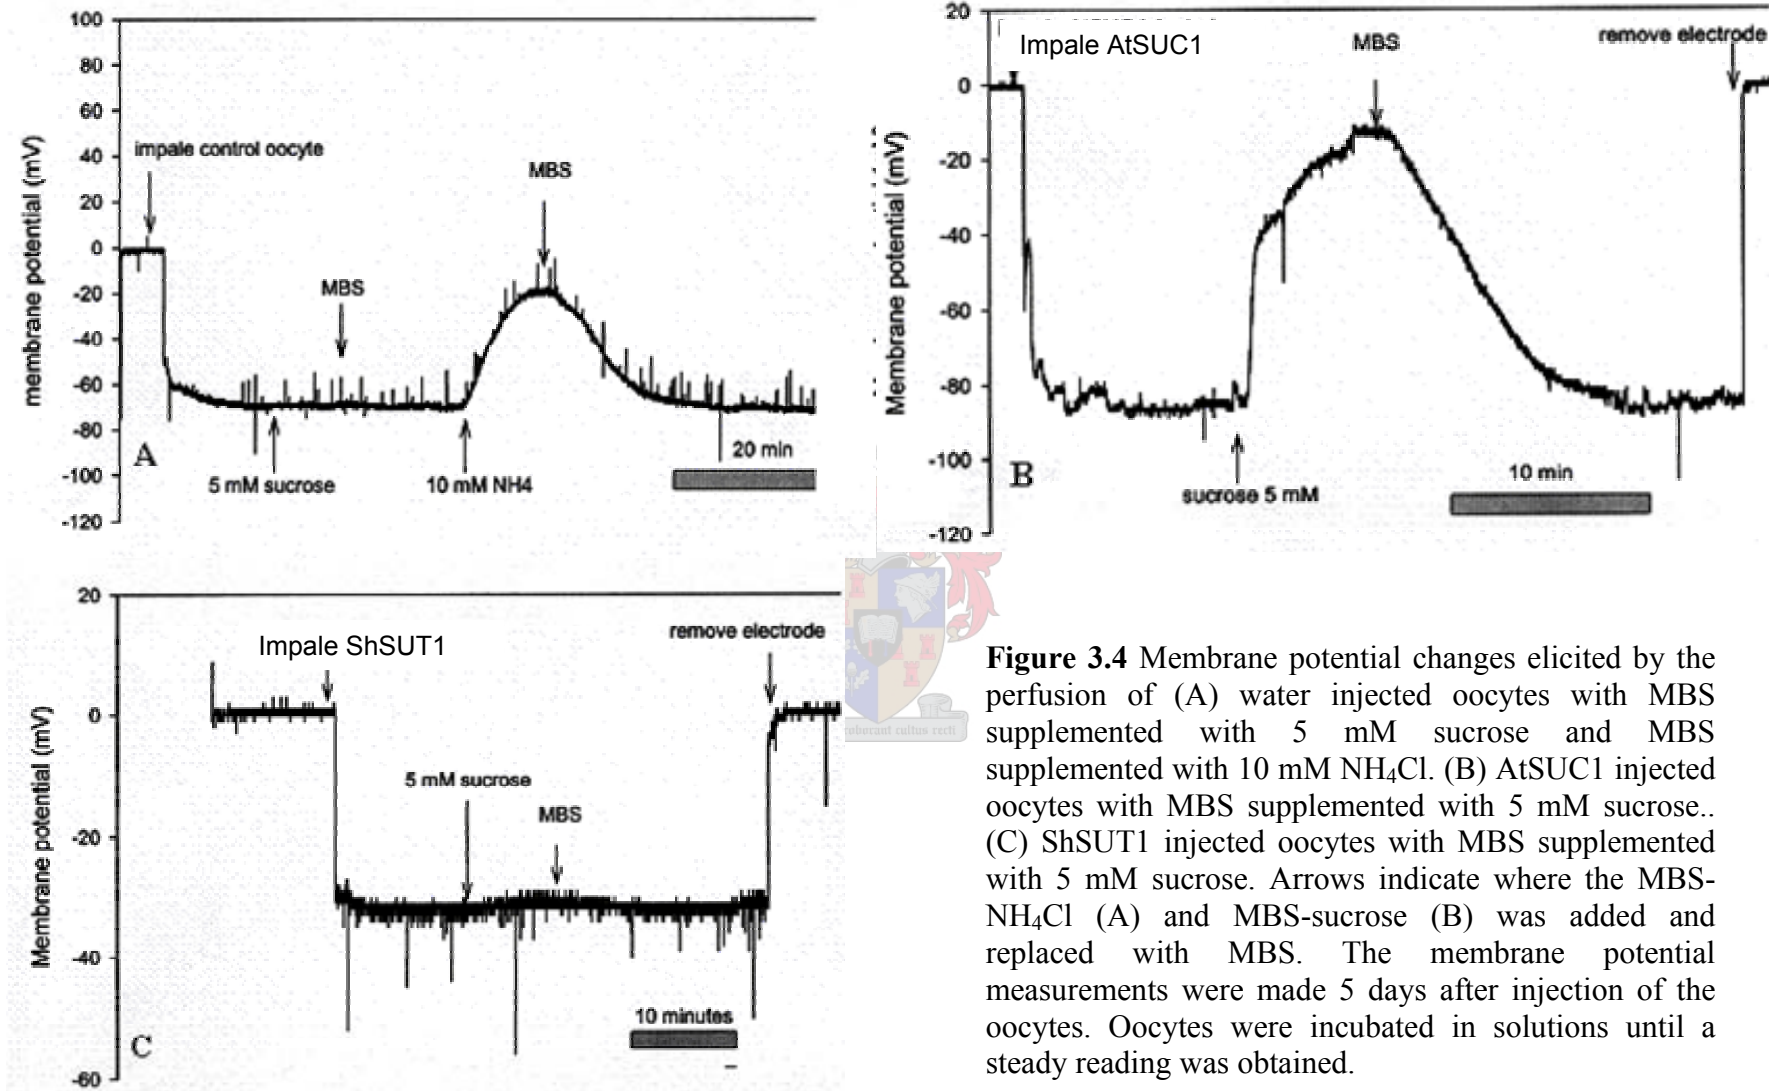 100
80
60
40
20
0
-20
-40
-60
-80
-100
-120
membrane potential (mV)
impale control oocyte
MBS
MBS
5 mM sucrose
10 mM NH4
20 min
A
20
0
-20
-40
-60
-80
-100
-120
Membrane potential (mV)
Impale AtSUC1
MBS
remove electrode
sucrose 5 mM
10 min
B
20
0
-20
-40
-60
Membrane potential (mV)
Impale ShSUT1
remove electrode
5 mM sucrose
MBS
10 minutes
C
Figure 3.4 Membrane potential changes elicited by the
perfusion of (A) water injected oocytes with MBS
supplemented with 5 mM sucrose and MBS
supplemented with 10 mM NH₄Cl. (B) AtSUC1 injected
oocytes with MBS supplemented with 5 mM sucrose..
(C) ShSUT1 injected oocytes with MBS supplemented
with 5 mM sucrose. Arrows indicate where the MBS-
NH₄Cl (A) and MBS-sucrose (B) was added and
replaced with MBS. The membrane potential
measurements were made 5 days after injection of the
oocytes. Oocytes were incubated in solutions until a
steady reading was obtained.
roborant cultus recti